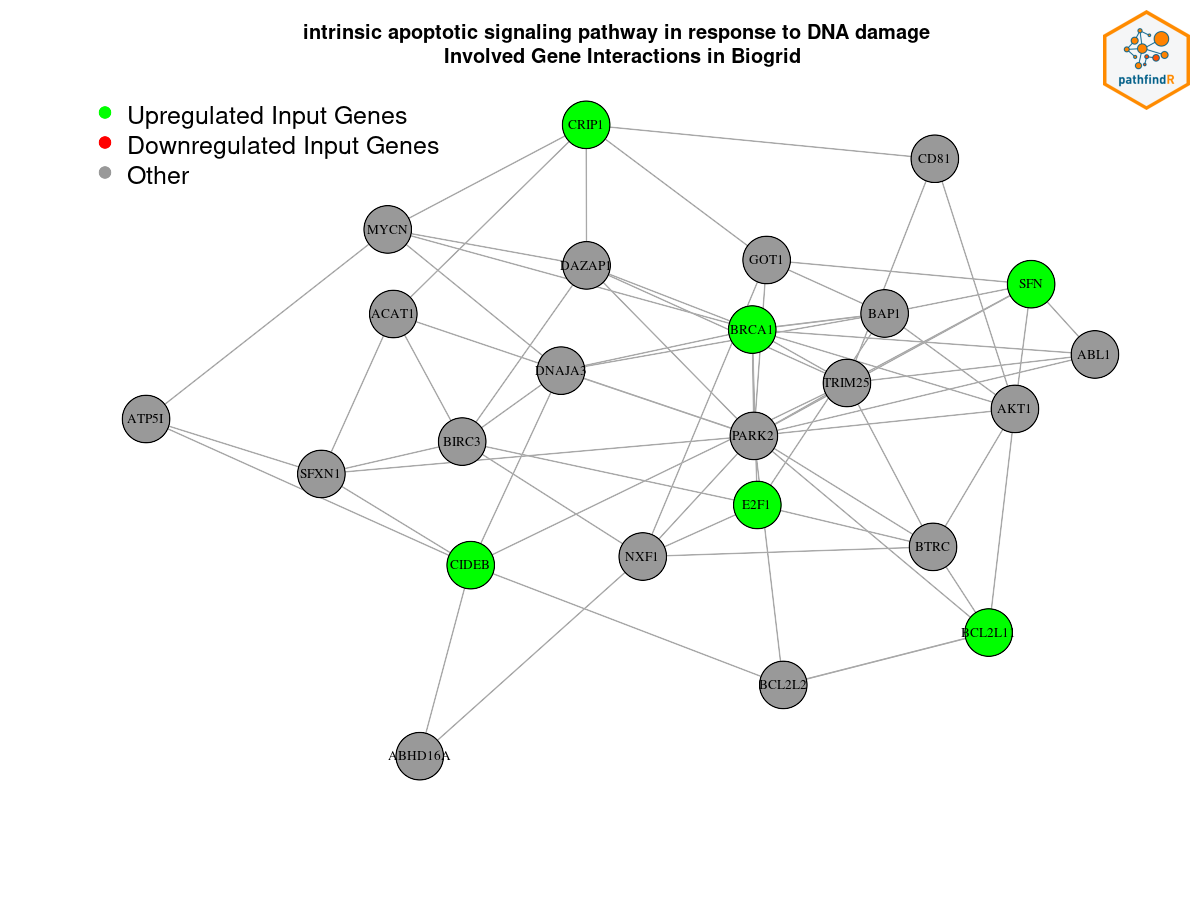 intrinsic apoptotic signaling pathway in response to DNA damage
Involved Gene Interactions in Biogrid
pathfindR
Upregulated Input Genes
Downregulated Input Genes
Other
CRIP1
CD81
MYCN
DAZAP1
GOT1
SFN
ACAT1
BAP1
BRCA1
ABL1
DNAJA3
TRIM25
AKT1
ATP5I
PARK2
BIRC3
SFXN1
E2F1
BTRC
NXF1
CIDEB
BCL2L11
BCL2L2
ABHD16A